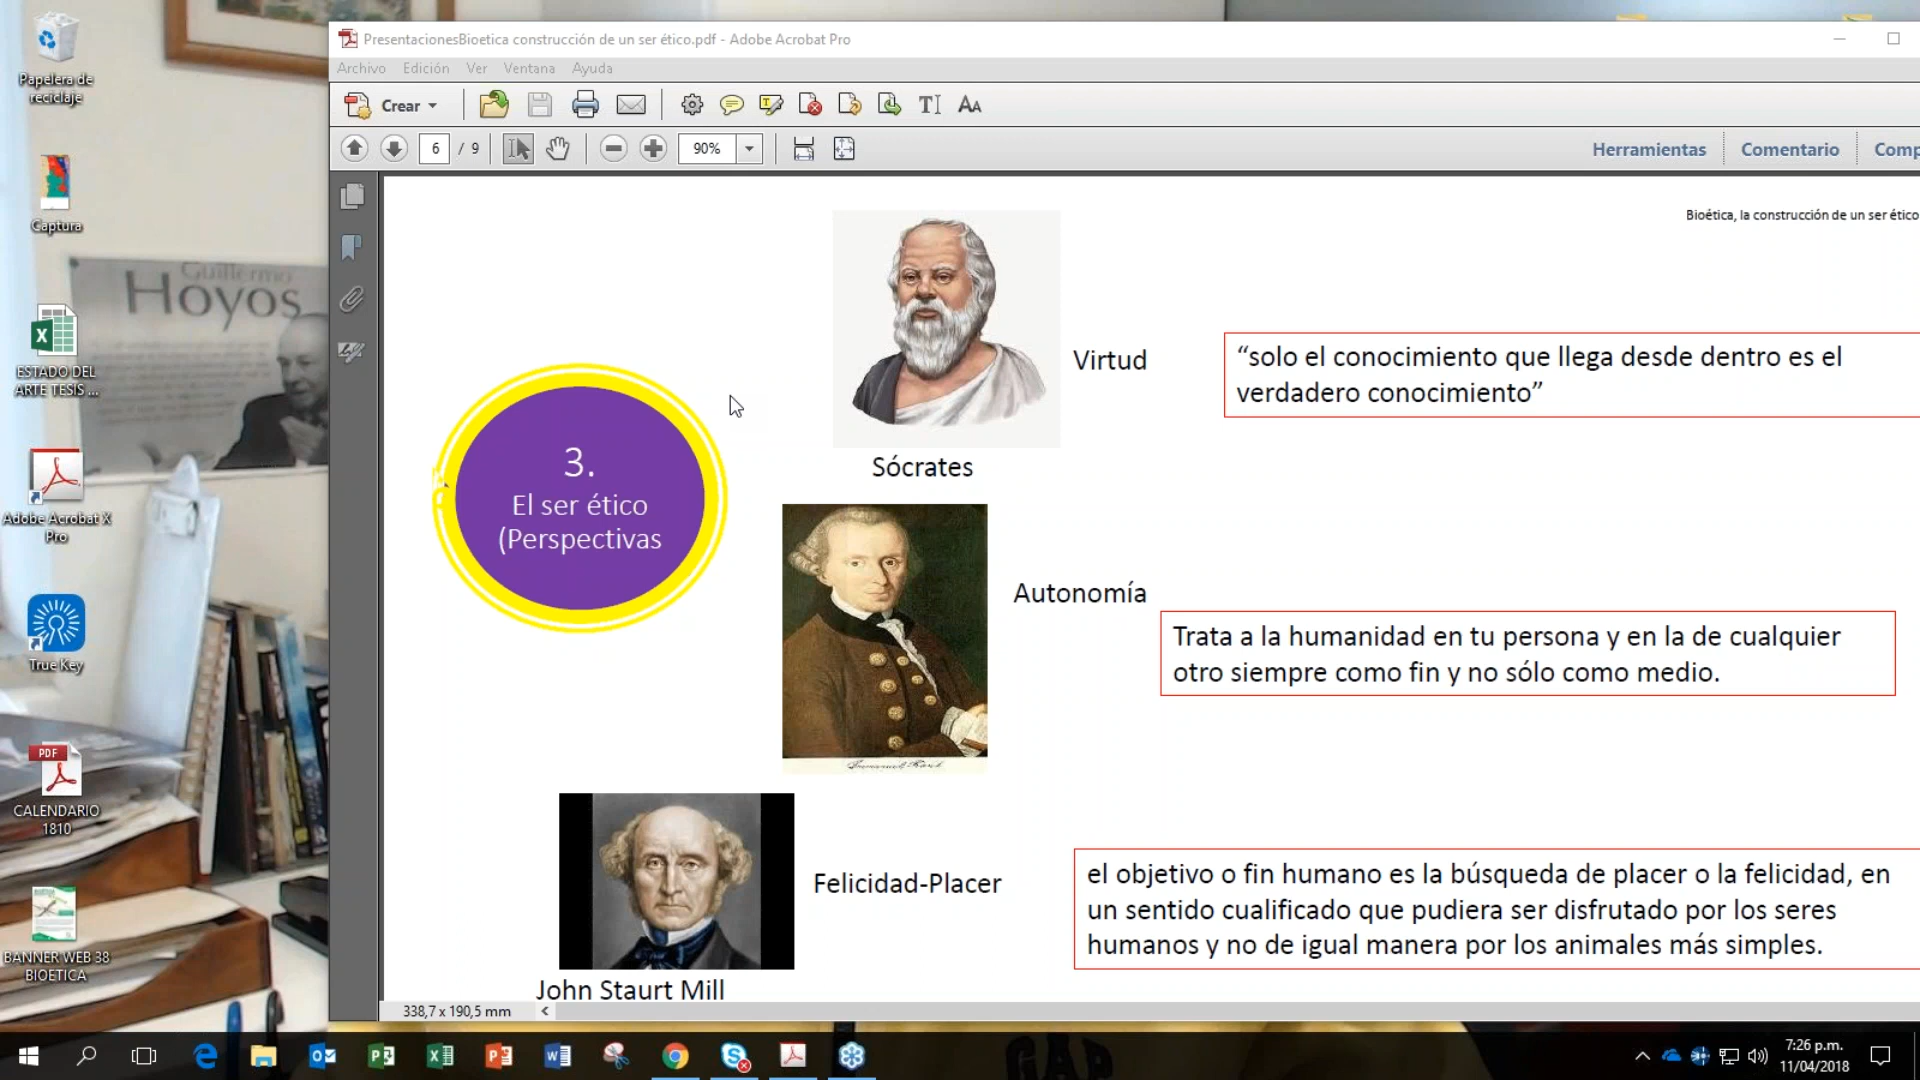 PresentacionesBioetica construcción de un ser ético.pdf - Adobe Acrobat Pro
Archivo Edición Ver Ventana Ayuda
Crear
6 / 9
90%
Herramientas Comentario Comp
Papelera de
reciclaje
Captura
Guillermo
Hoyos
ESTADO DEL
ARTE TESIS ...
Adobe Acrobat X
Pro
True Key
PDF
CALENDARIO
1810
BANNER WEB 38
BIOETICA
Bioética, la construcción de un ser ético
Virtud
“solo el conocimiento que llega desde dentro es el
verdadero conocimiento”
Sócrates
3.
El ser ético
(Perspectivas
Autonomía
Trata a la humanidad en tu persona y en la de cualquier
otro siempre como fin y no sólo como medio.
Felicidad-Placer
el objetivo o fin humano es la búsqueda de placer o la felicidad, en
un sentido cualificado que pudiera ser disfrutado por los seres
humanos y no de igual manera por los animales más simples.
John Staurt Mill
338,7 x 190,5 mm
GAP
7:26 p.m.
11/04/2018